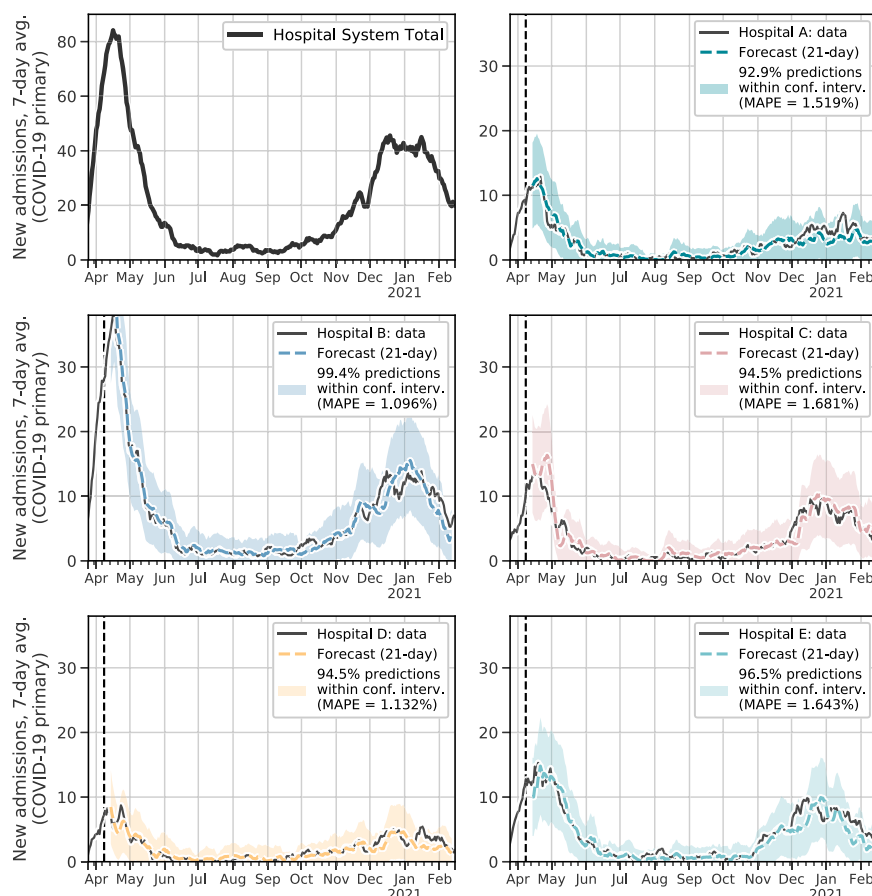 New admissions, 7-day avg.
(COVID-19 primary)
80
60
40
20
0
Hospital System Total
Apr May Jun Jul Aug Sep Oct Nov Dec Jan Feb
2021
30
20
10
0
Hospital A: data
Forecast (21-day)
92.9% predictions
within conf. interv.
(MAPE = 1.519%)
Apr May Jun Jul Aug Sep Oct Nov Dec Jan Feb
2021
New admissions, 7-day avg.
(COVID-19 primary)
30
20
10
0
Hospital B: data
Forecast (21-day)
99.4% predictions
within conf. interv.
(MAPE = 1.096%)
Apr May Jun Jul Aug Sep Oct Nov Dec Jan Feb
2021
30
20
10
0
Hospital C: data
Forecast (21-day)
94.5% predictions
within conf. interv.
(MAPE = 1.681%)
Apr May Jun Jul Aug Sep Oct Nov Dec Jan Feb
2021
New admissions, 7-day avg.
(COVID-19 primary)
30
20
10
0
Hospital D: data
Forecast (21-day)
94.5% predictions
within conf. interv.
(MAPE = 1.132%)
Apr May Jun Jul Aug Sep Oct Nov Dec Jan Feb
2021
30
20
10
0
Hospital E: data
Forecast (21-day)
96.5% predictions
within conf. interv.
(MAPE = 1.643%)
Apr May Jun Jul Aug Sep Oct Nov Dec Jan Feb
2021